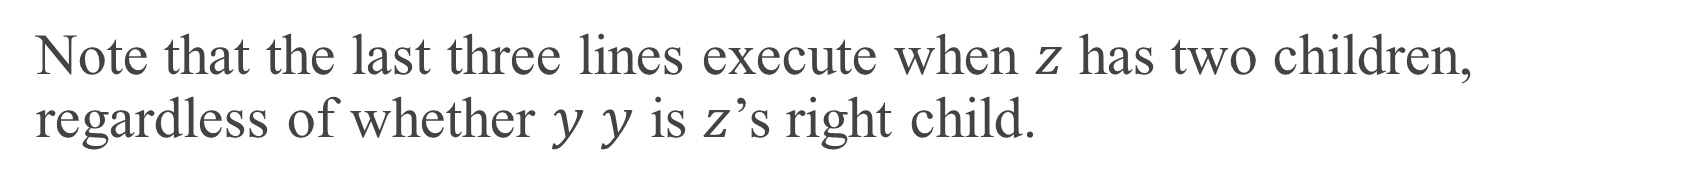 Note that the last three lines execute when z has two children,
regardless of whether y y is z’s right child.